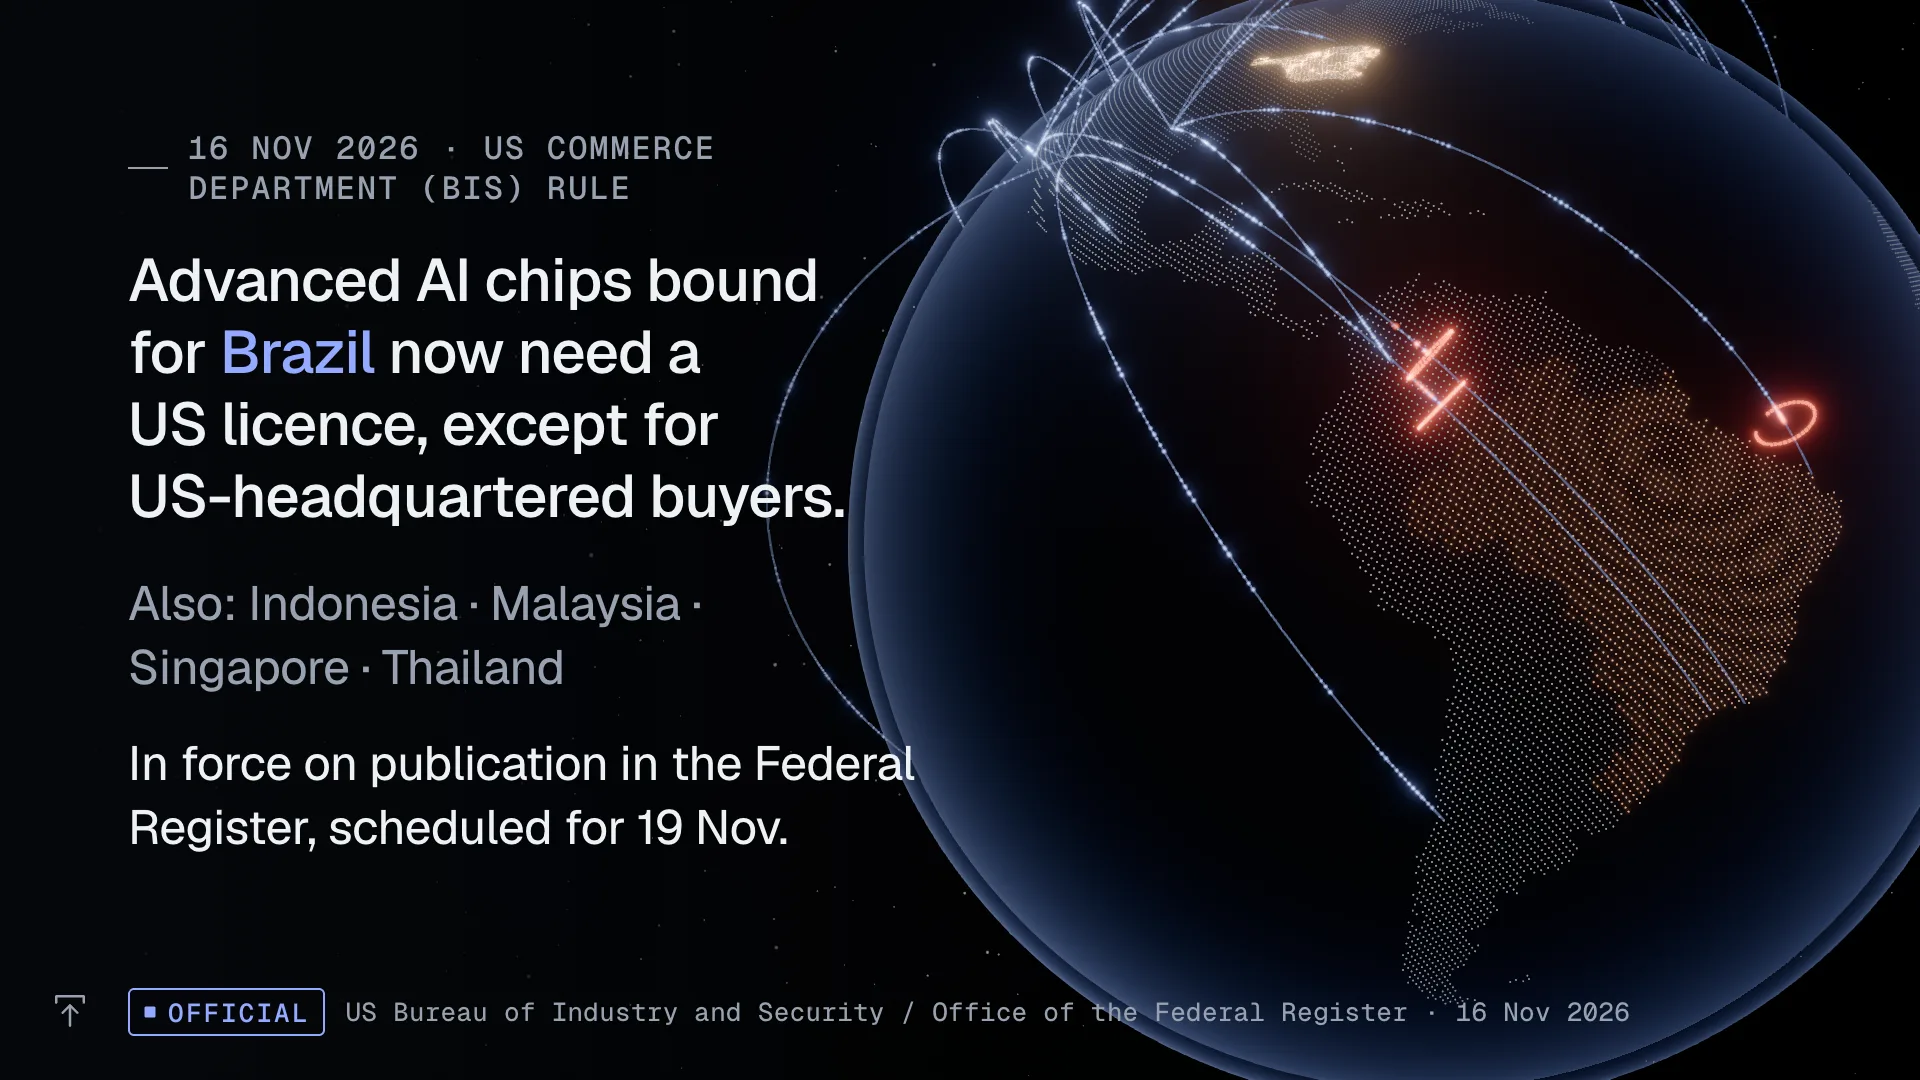 16 NOV 2026 · US COMMERCE
DEPARTMENT (BIS) RULE
Advanced AI chips bound
for Brazil now need a
US licence, except for
US-headquartered buyers.
Also: Indonesia · Malaysia ·
Singapore · Thailand
In force on publication in the Federal
Register, scheduled for 19 Nov.
OFFICIAL US Bureau of Industry and Security / Office of the Federal Register · 16 Nov 2026